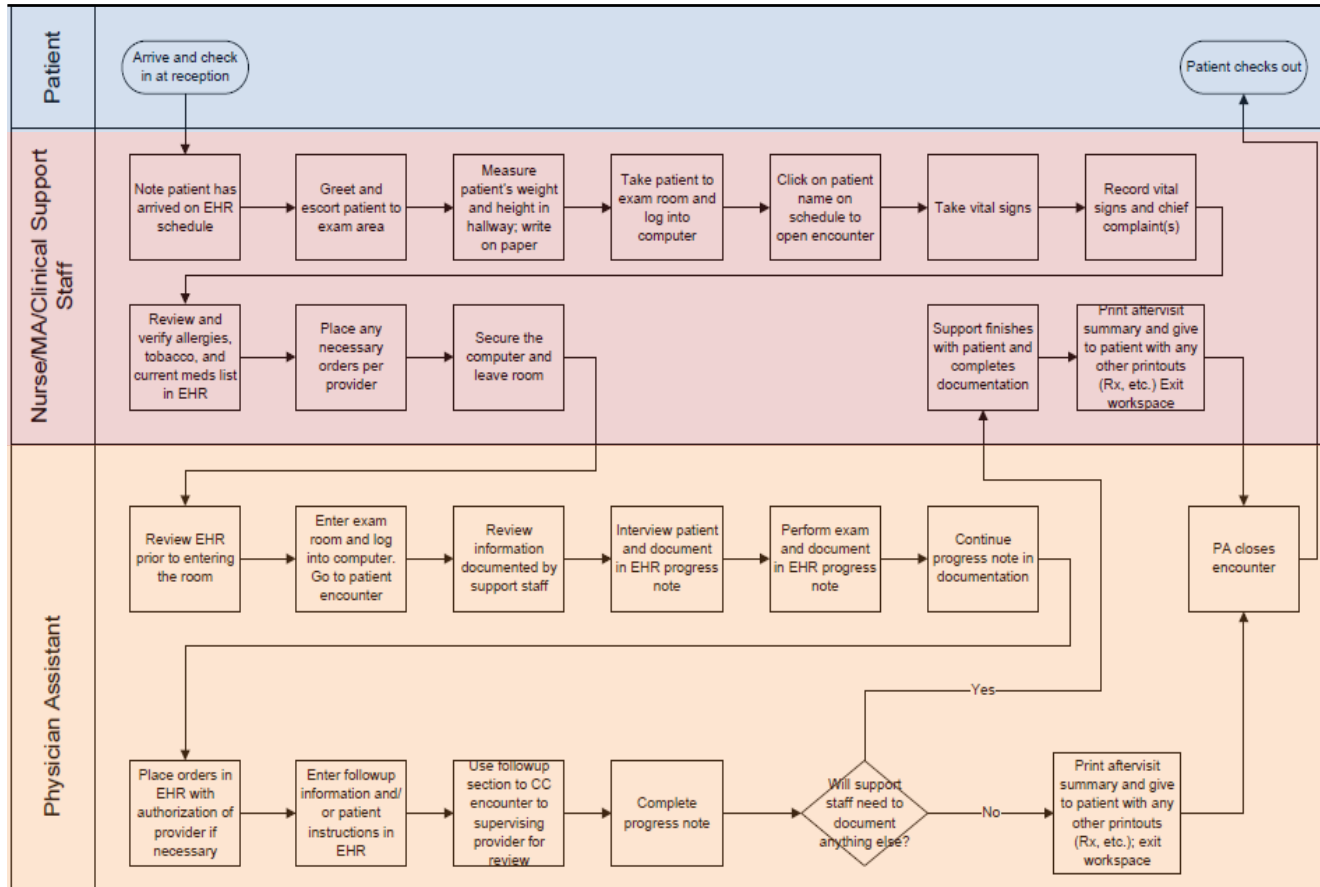 Patient
Arrive and check
in at reception
Patient checks out
Nurse/MA/Clinical Support
Staff
Note patient has
arrived on EHR
schedule
Greet and
escort patient to
exam area
Measure
patient's weight
and height in
hallway; write
on paper
Take patient to
exam room and
log into
computer
Click on patient
name on
schedule to
open encounter
Take vital signs
Record vital
signs and chief
complaint(s)
Review and
verify allergies,
tobacco, and
current meds list
in EHR
Place any
necessary
orders per
provider
Secure the
computer and
leave room
Support finishes
with patient and
completes
documentation
Print aftervisit
summary and give
to patient with any
other printouts
(Rx, etc.) Exit
workspace
Physician Assistant
Review EHR
prior to entering
the room
Enter exam
room and log
into computer.
Go to patient
encounter
Review
information
documented by
support staff
Interview patient
and document
in EHR progress
note
Perform exam
and document
in EHR progress
note
Continue
progress note in
documentation
PA closes
encounter
Place orders in
EHR with
authorization of
provider if
necessary
Enter followup
information and/
or patient
instructions in
EHR
Use followup
section to CC
encounter to
supervising
provider for
review
Complete
progress note
Will support
staff need to
document
anything else?
Yes
No
Print aftervisit
summary and give
to patient with any
other printouts
(Rx, etc.); exit
workspace